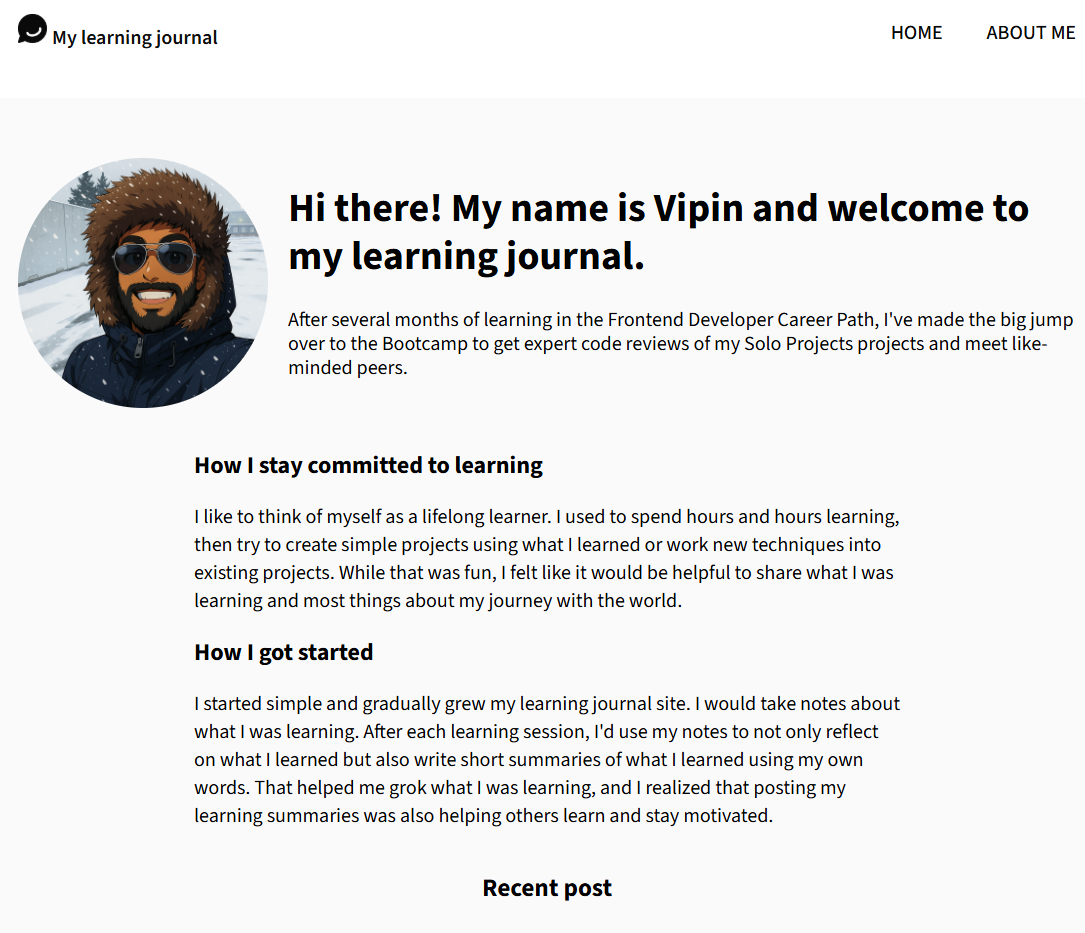 My learning journal
HOME
ABOUT ME
Hi there! My name is Vipin and welcome to
my learning journal.
After several months of learning in the Frontend Developer Career Path, I've made the big jump
over to the Bootcamp to get expert code reviews of my Solo Projects projects and meet like-
minded peers.
How I stay committed to learning
I like to think of myself as a lifelong learner. I used to spend hours and hours learning,
then try to create simple projects using what I learned or work new techniques into
existing projects. While that was fun, I felt like it would be helpful to share what I was
learning and most things about my journey with the world.
How I got started
I started simple and gradually grew my learning journal site. I would take notes about
what I was learning. After each learning session, I'd use my notes to not only reflect
on what I learned but also write short summaries of what I learned using my own
words. That helped me grok what I was learning, and I realized that posting my
learning summaries was also helping others learn and stay motivated.
Recent post